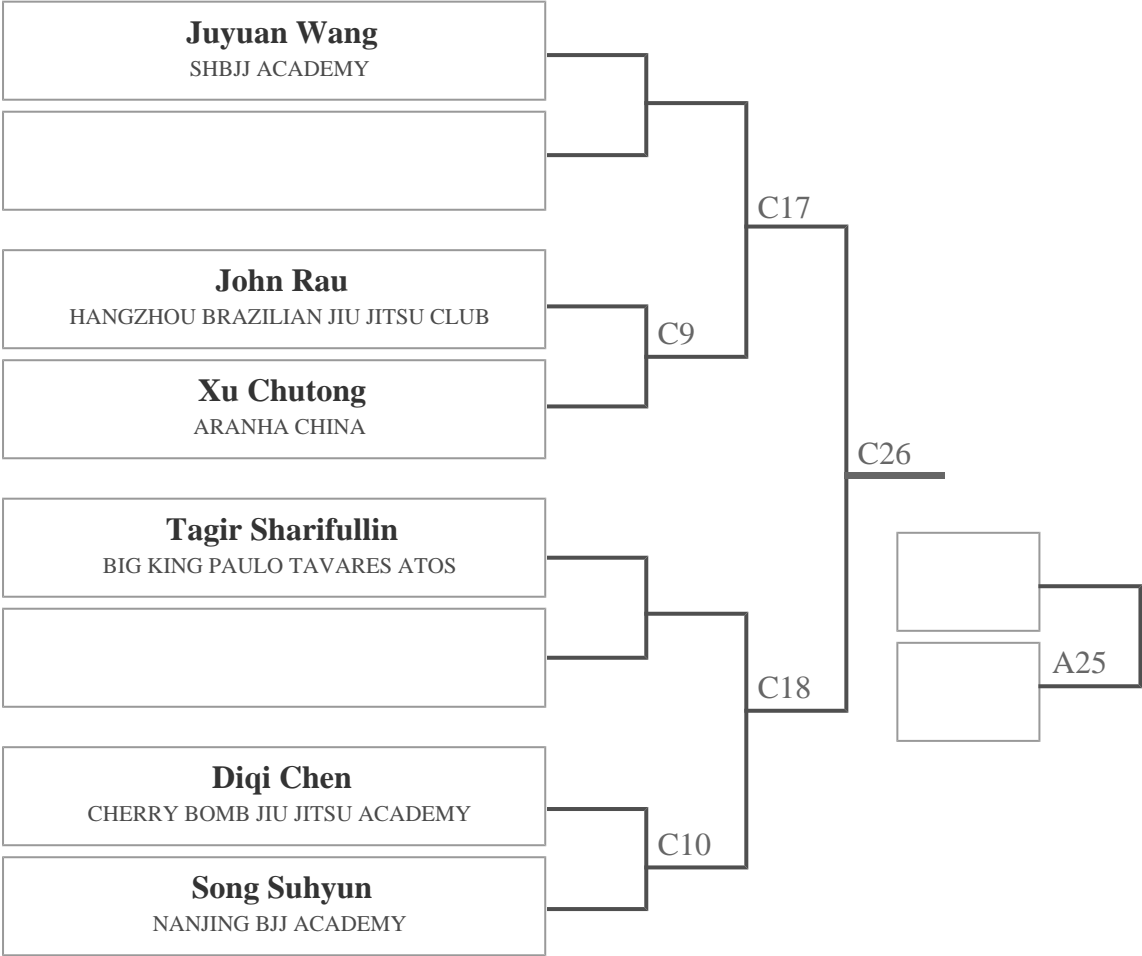 Juyuan Wang
SHBJJ ACADEMY
C17
John Rau
HANGZHOU BRAZILIAN JIU JITSU CLUB
C9
Xu Chutong
ARANHA CHINA
C26
Tagir Sharifullin
BIG KING PAULO TAVARES ATOS
A25
C18
Diqi Chen
CHERRY BOMB JIU JITSU ACADEMY
C10
Song Suhyun
NANJING BJJ ACADEMY